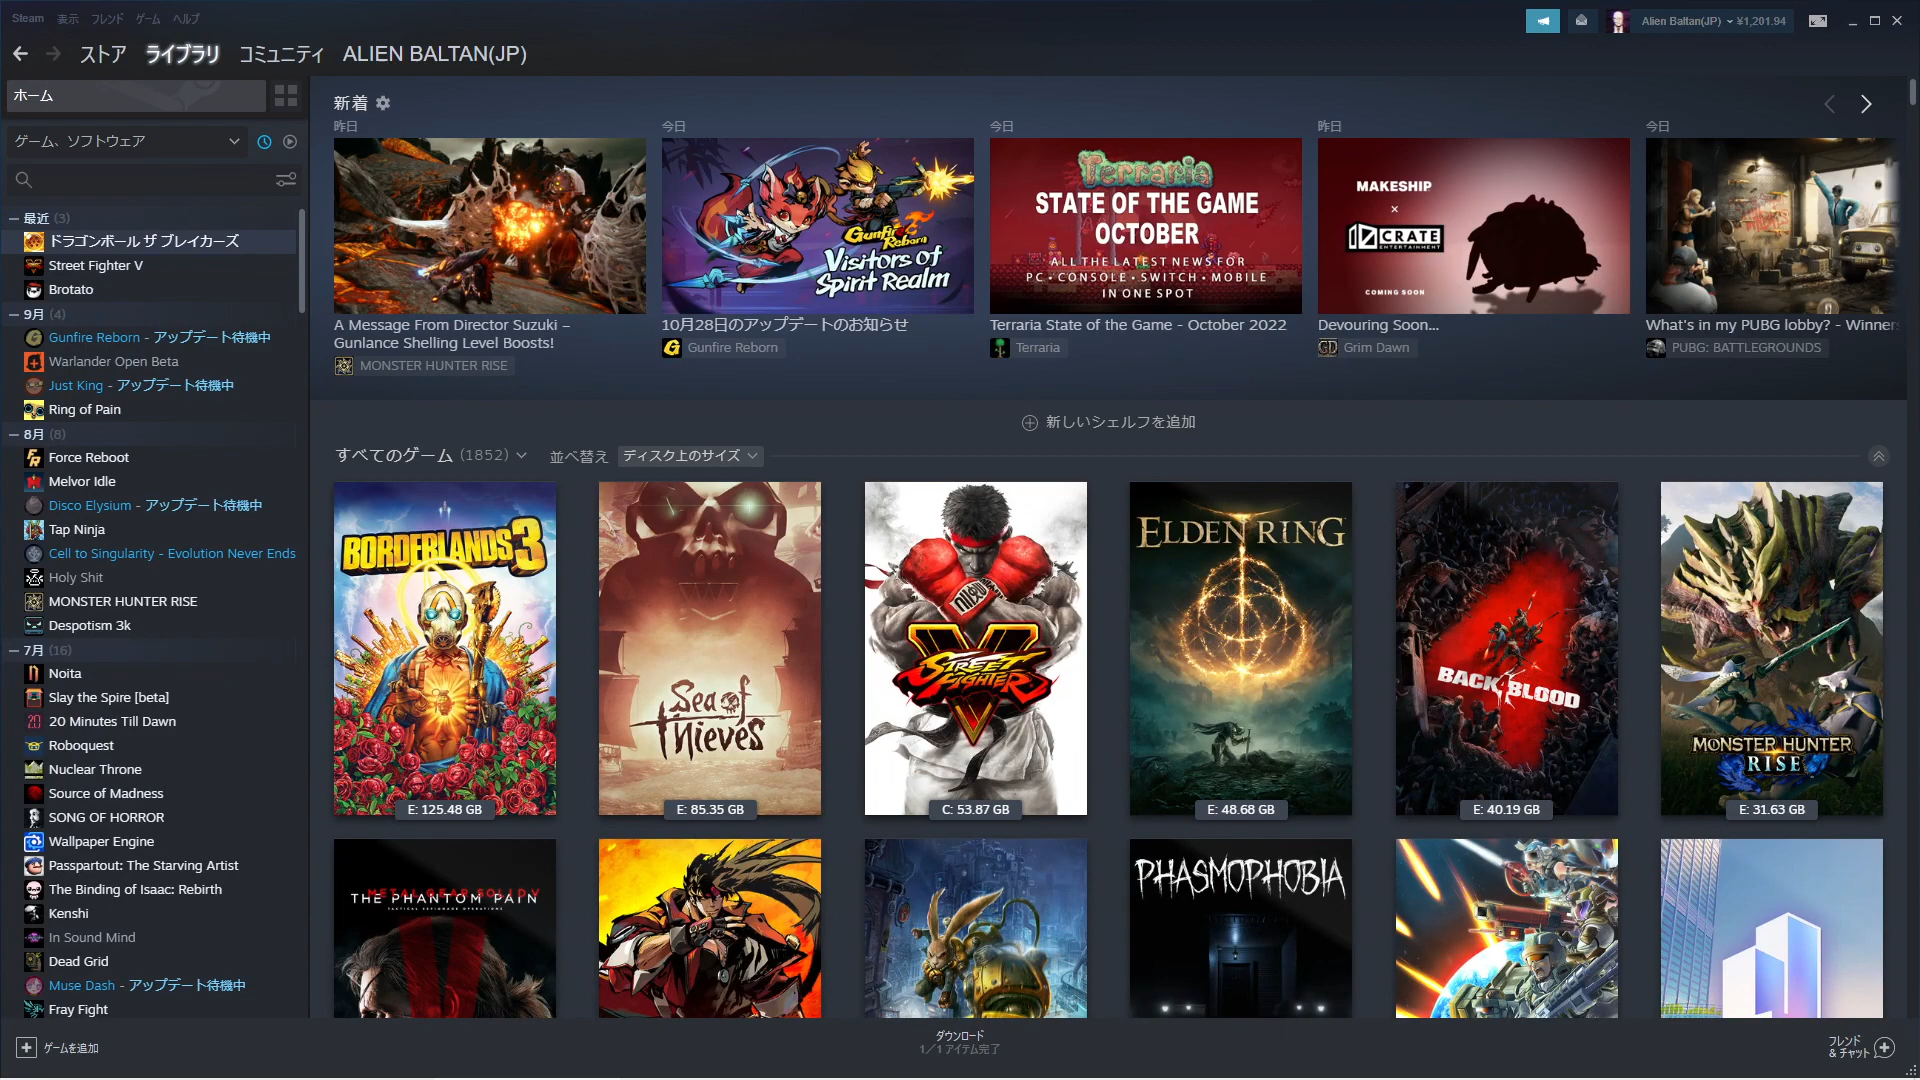 Steam 表示 フレンド ゲーム ヘルプ
Alien Baltan(JP) ¥1,201.94
ストア ライブラリ コミュニティ ALIEN BALTAN(JP)
ホーム
ゲーム、ソフトウェア
最近 (3)
ドラゴンボール ザ ブレイカーズ
Street Fighter V
Brotato
9月 (4)
Gunfire Reborn - アップデート待機中
Warlander Open Beta
Just King - アップデート待機中
Ring of Pain
8月 (8)
Force Reboot
Melvor Idle
Disco Elysium - アップデート待機中
Tap Ninja
Cell to Singularity - Evolution Never Ends
Holy Shit
MONSTER HUNTER RISE
Despotism 3k
7月 (16)
Noita
Slay the Spire [beta]
20 Minutes Till Dawn
Roboquest
Nuclear Throne
Source of Madness
SONG OF HORROR
Wallpaper Engine
Passpartout: The Starving Artist
The Binding of Isaac: Rebirth
Kenshi
In Sound Mind
Dead Grid
Muse Dash - アップデート待機中
Fray Fight
新着
昨日
A Message From Director Suzuki –
Gunlance Shelling Level Boosts!
MONSTER HUNTER RISE
今日
Gunfire
Reborn
Visitors of
Spirit Realm
10月28日のアップデートのお知らせ
Gunfire Reborn
今日
Terraria
STATE OF THE GAME
OCTOBER
ALL THE LATEST NEWS FOR
PC • CONSOLE • SWITCH • MOBILE
IN ONE SPOT
Terraria State of the Game - October 2022
Terraria
昨日
MAKESHIP
×
CRATE
ENTERTAINMENT
COMING SOON
Devouring Soon...
GD Grim Dawn
今日
What's in my PUBG lobby? - Winners
PUBG: BATTLEGROUNDS
新しいシェルフを追加
すべてのゲーム (1852) 並べ替え ディスク上のサイズ
BORDERLANDS 3
E: 125.48 GB
Sea of
Thieves
E: 85.35 GB
V
STREET
FIGHTER
C: 53.87 GB
ELDEN RING
E: 48.68 GB
BACK 4 BLOOD
E: 40.19 GB
MONSTER HUNTER
RISE
E: 31.63 GB
METAL GEAR SOLID V
THE PHANTOM PAIN
TACTICAL ESPIONAGE OPERATIONS
PHASMOPHOBIA
ゲームを追加
ダウンロード
1／1 アイテム完了
フレンド
& チャット